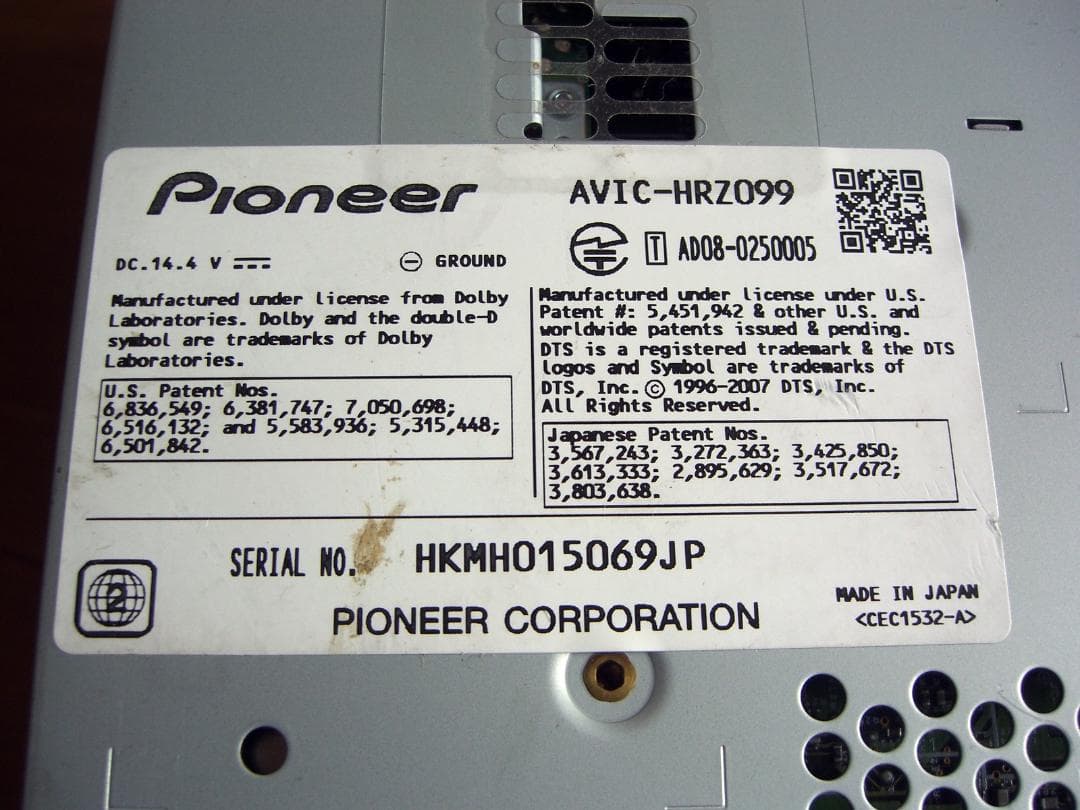 Pioneer
AVIC-HRZ099
T AD08-0250005
DC.14.4 V
GROUND
Manufactured under license from Dolby
Laboratories. Dolby and the double-D
symbol are trademarks of Dolby
Laboratories.
U.S. Patent Nos.
6,836,549; 6,381,747; 7,050,698;
6,516,132; and 5,583,936; 5,315,448;
6,501,842.
Manufactured under license under U.S.
Patent #: 5,451,942 & other U.S. and
worldwide patents issued & pending.
DTS is a registered trademark & the DTS
logos and Symbol are trademarks of
DTS, Inc. © 1996-2007 DTS, Inc.
All Rights Reserved.
Japanese Patent Nos.
3,567,243; 3,272,363; 3,425,850;
3,613,333; 2,895,629; 3,517,672;
3,803,638.
SERIAL NO. HKMH015069JP
2
PIONEER CORPORATION
MADE IN JAPAN
<CEC1532-A>